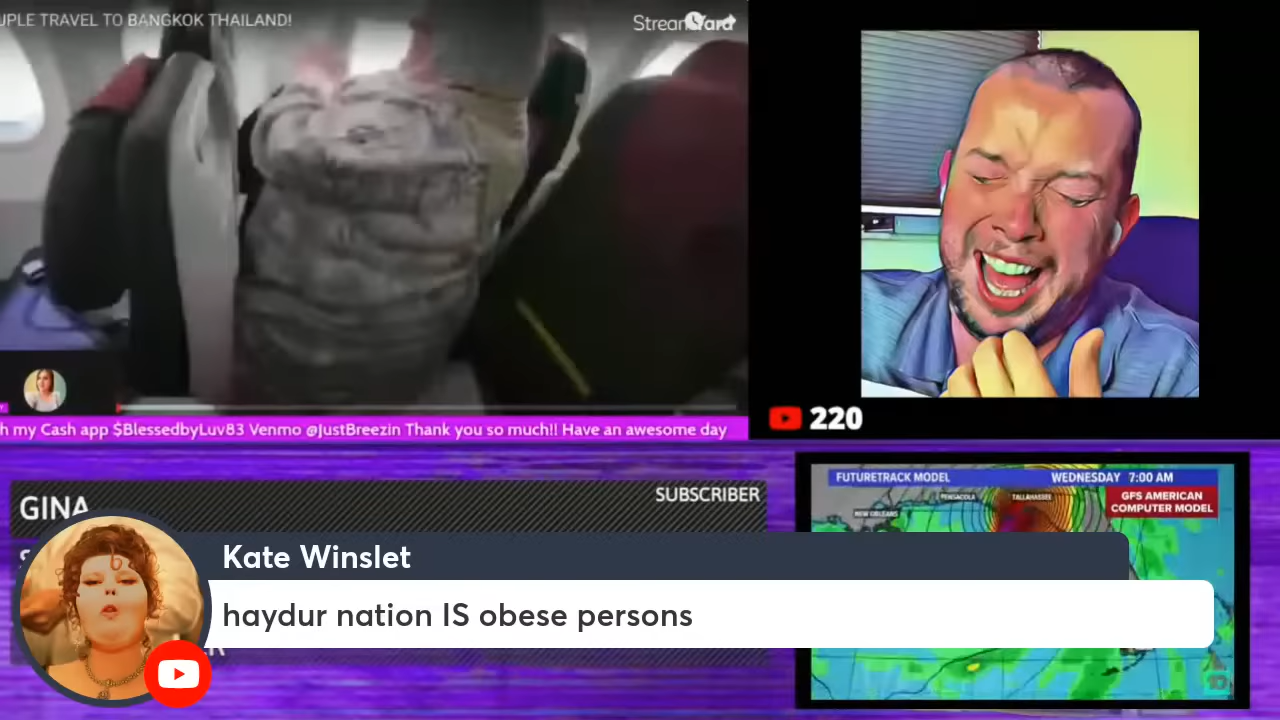 UPLE TRAVEL TO BANGKOK THAILAND!
StreamYard
220
h my Cash app $BlessedbyLuv83 Venmo @JustBreezin Thank you so much!! Have an awesome day
GINA
SUBSCRIBER
FUTURETRACK MODEL
WEDNESDAY 7:00 AM
PENSACOLA
TALLAHASSEE
NEW ORLEANS
GFS AMERICAN
COMPUTER MODEL
Kate Winslet
haydur nation IS obese persons